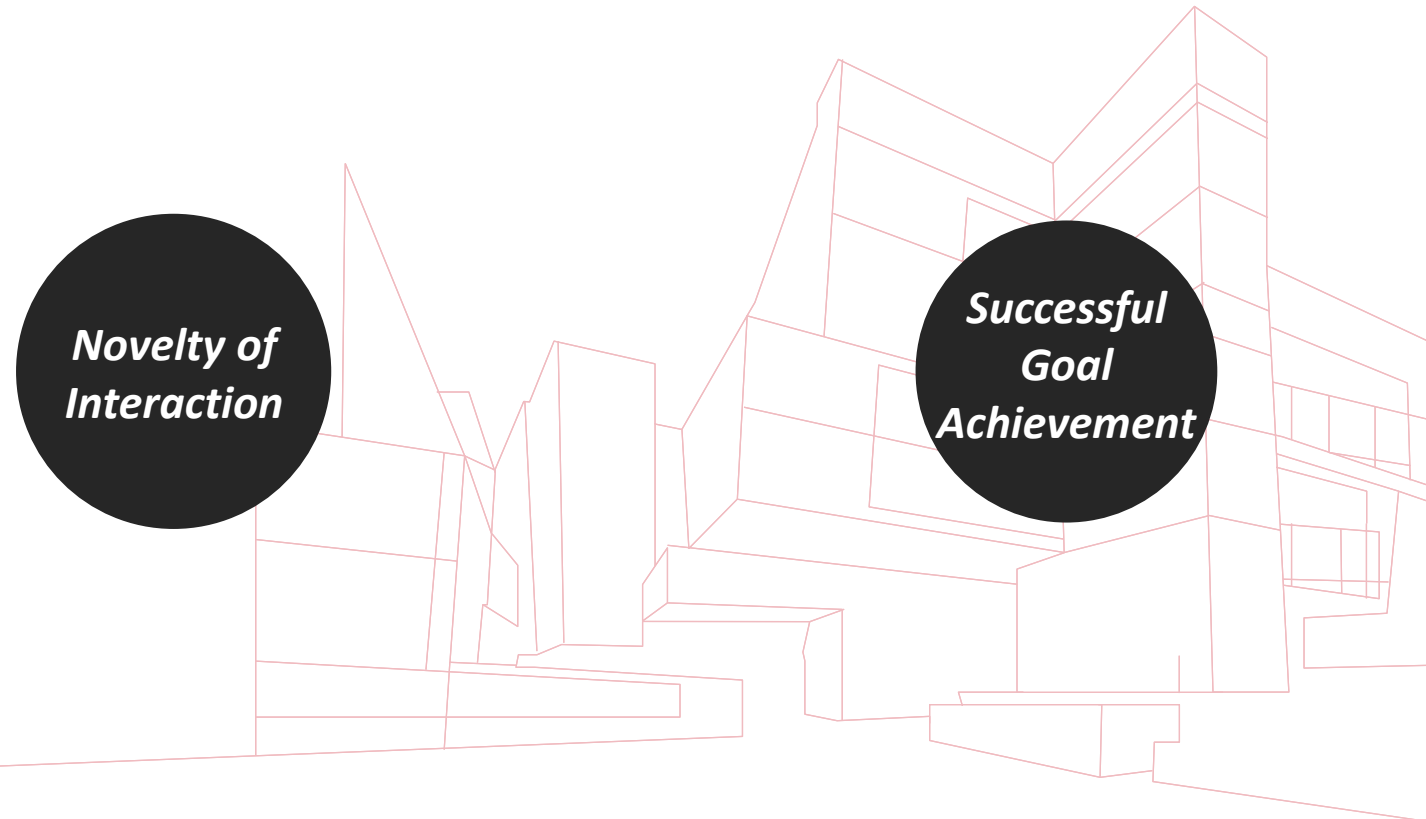 Novelty of
Interaction
Successful
Goal
Achievement